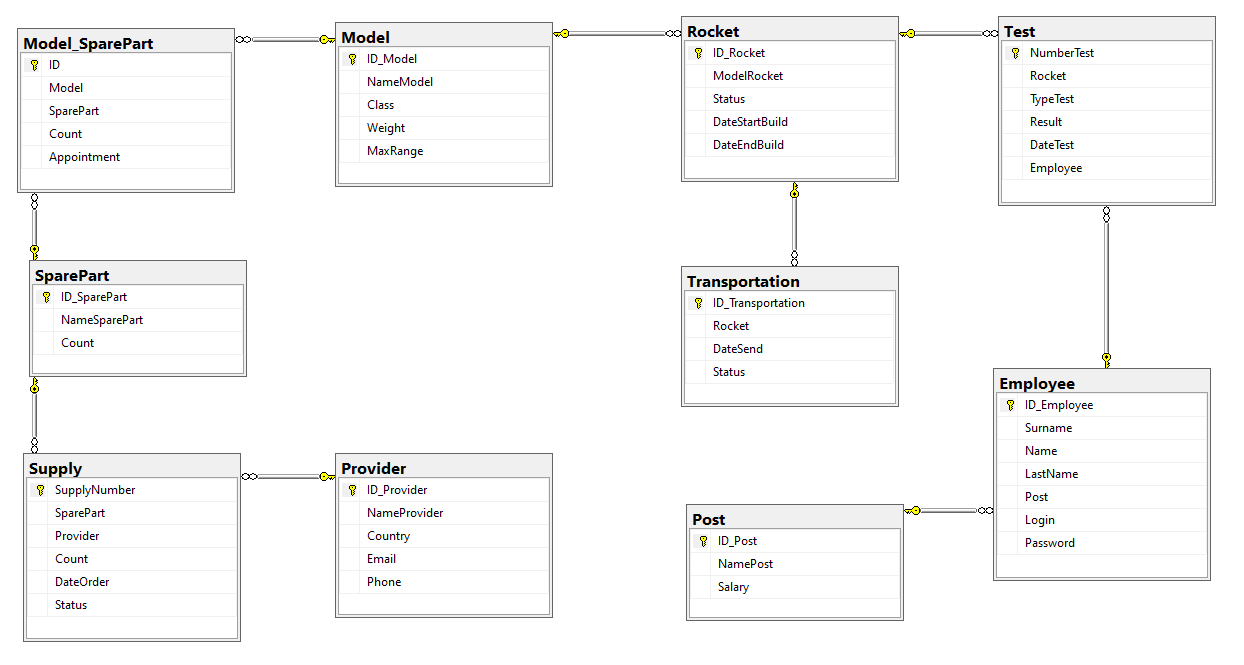 Model_SparePart
ID
Model
SparePart
Count
Appointment
Model
ID_Model
NameModel
Class
Weight
MaxRange
Rocket
ID_Rocket
ModelRocket
Status
DateStartBuild
DateEndBuild
Test
NumberTest
Rocket
TypeTest
Result
DateTest
Employee
SparePart
ID_SparePart
NameSparePart
Count
Transportation
ID_Transportation
Rocket
DateSend
Status
Employee
ID_Employee
Surname
Name
LastName
Post
Login
Password
Supply
SupplyNumber
SparePart
Provider
Count
DateOrder
Status
Provider
ID_Provider
NameProvider
Country
Email
Phone
Post
ID_Post
NamePost
Salary